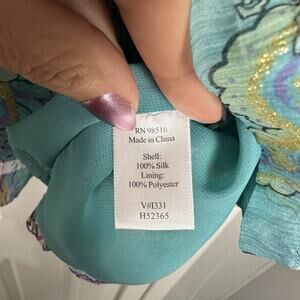 RN 98516
Made in China
Shell:
100% Silk
Lining:
100% Polyester
V#I331
H52365